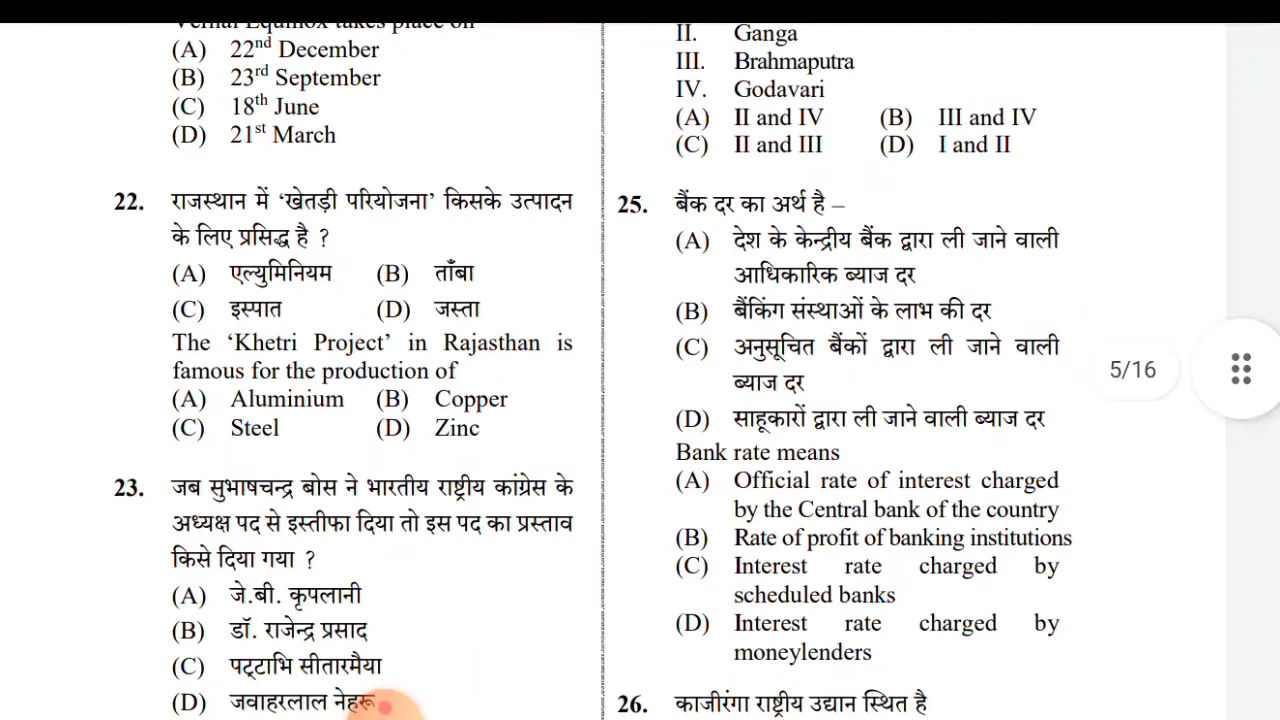 Vernal Equinox takes place on
(A) 22nd December
(B) 23rd September
(C) 18th June
(D) 21st March
22. राजस्थान में ‘खेतड़ी परियोजना’ किसके उत्पादन
के लिए प्रसिद्ध है ?
(A) एल्युमिनियम (B) ताँबा
(C) इस्पात (D) जस्ता
The ‘Khetri Project’ in Rajasthan is
famous for the production of
(A) Aluminium (B) Copper
(C) Steel (D) Zinc
23. जब सुभाषचन्द्र बोस ने भारतीय राष्ट्रीय कांग्रेस के
अध्यक्ष पद से इस्तीफा दिया तो इस पद का प्रस्ताव
किसे दिया गया ?
(A) जे.बी. कृपलानी
(B) डॉ. राजेन्द्र प्रसाद
(C) पट्टाभि सीतारमैया
(D) जवाहरलाल नेहरू
II. Ganga
III. Brahmaputra
IV. Godavari
(A) II and IV (B) III and IV
(C) II and III (D) I and II
25. बैंक दर का अर्थ है –
(A) देश के केन्द्रीय बैंक द्वारा ली जाने वाली
आधिकारिक ब्याज दर
(B) बैंकिंग संस्थाओं के लाभ की दर
(C) अनुसूचित बैंकों द्वारा ली जाने वाली
ब्याज दर
(D) साहूकारों द्वारा ली जाने वाली ब्याज दर
Bank rate means
(A) Official rate of interest charged
by the Central bank of the country
(B) Rate of profit of banking institutions
(C) Interest rate charged by
scheduled banks
(D) Interest rate charged by
moneylenders
26. काजीरंगा राष्ट्रीय उद्यान स्थित है
5/16